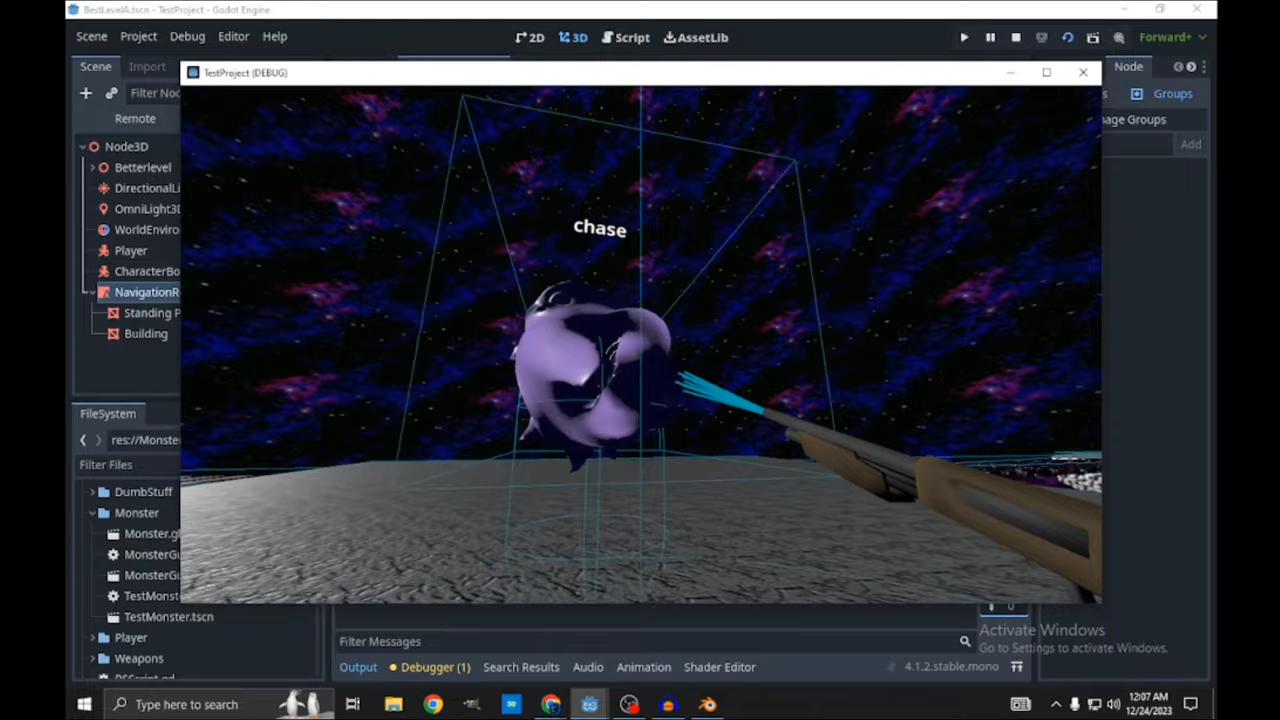 BestLevelA.tscn - TestProject - Godot Engine
Scene Project Debug Editor Help
2D 3D Script AssetLib
Forward+
Scene Import
Node
TestProject (DEBUG)
Filter
Groups
Remote
Add
Node3D
Betterlevel
Player
Building
chase
FileSystem
res://Monste
Filter Files
DumbStuff
Monster
TestMonster.tscn
Player
Weapons
Filter Messages
Output Debugger (1) Search Results Audio Animation Shader Editor
4.1.2.stable.mono
Activate Windows
Go to Settings to activate Windows.
Type here to search
12:07 AM
12/24/2023